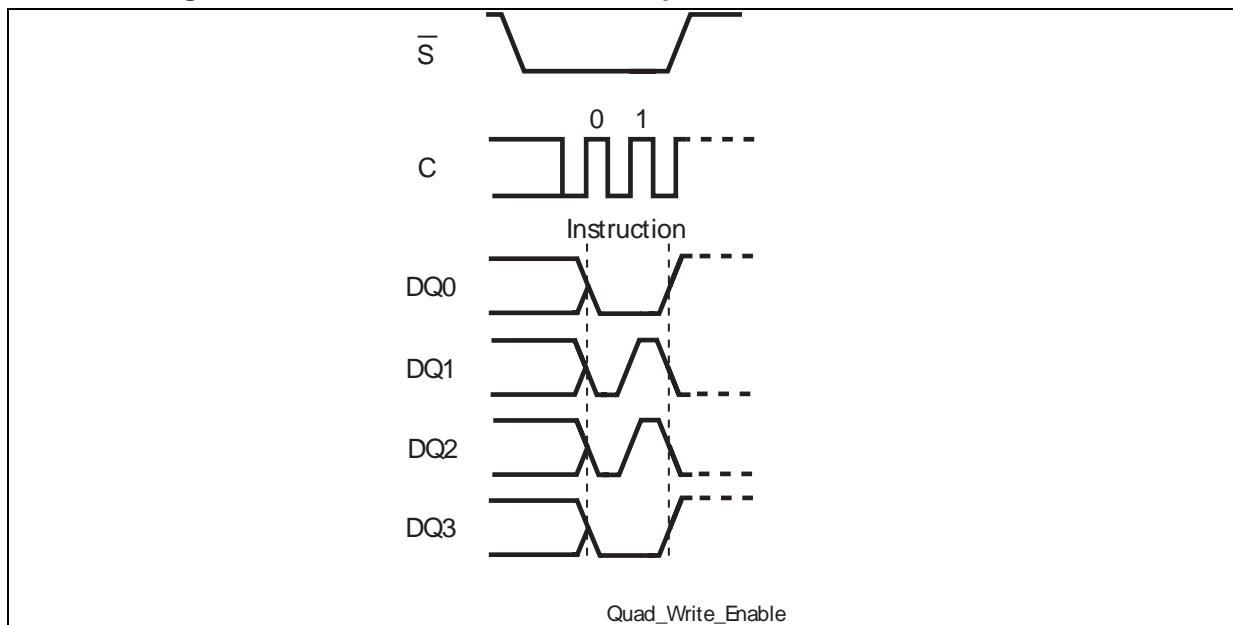 S̅
0 1
C
Instruction
DQ0
DQ1
DQ2
DQ3
Quad_Write_Enable